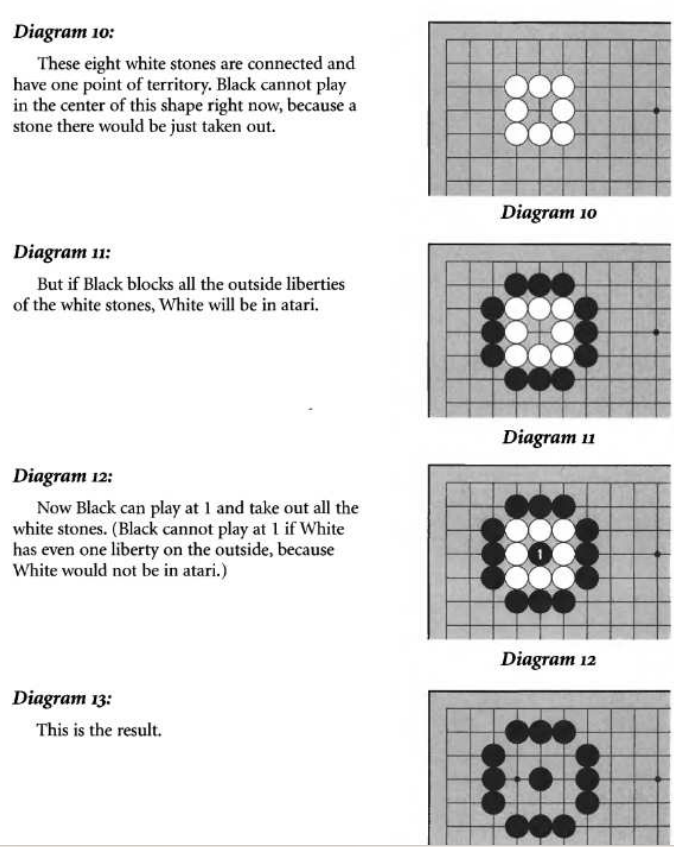 Diagram 10:
These eight white stones are connected and
have one point of territory. Black cannot play
in the center of this shape right now, because a
stone there would be just taken out.
Diagram 10
Diagram 11:
But if Black blocks all the outside liberties
of the white stones, White will be in atari.
Diagram 11
Diagram 12:
Now Black can play at 1 and take out all the
white stones. (Black cannot play at 1 if White
has even one liberty on the outside, because
White would not be in atari.)
1
Diagram 12
Diagram 13:
This is the result.